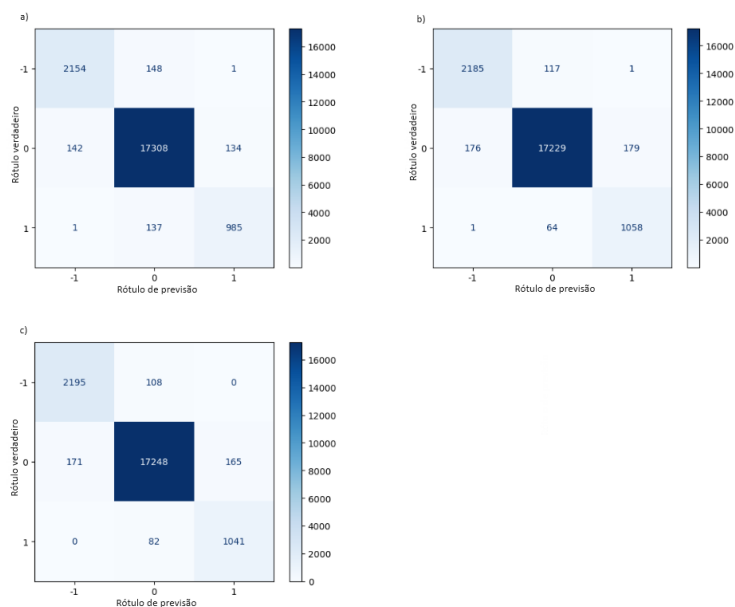 a)
-1 2154 148 1
0 142 17308 134
1 1 137 985
-1 0 1
Rótulo verdadeiro
Rótulo de previsão
16000
14000
12000
10000
8000
6000
4000
2000
b)
-1 2185 117 1
0 176 17229 179
1 1 64 1058
-1 0 1
Rótulo verdadeiro
Rótulo de previsão
16000
14000
12000
10000
8000
6000
4000
2000
c)
-1 2195 108 0
0 171 17248 165
1 0 82 1041
-1 0 1
Rótulo verdadeiro
Rótulo de previsão
16000
14000
12000
10000
8000
6000
4000
2000
0